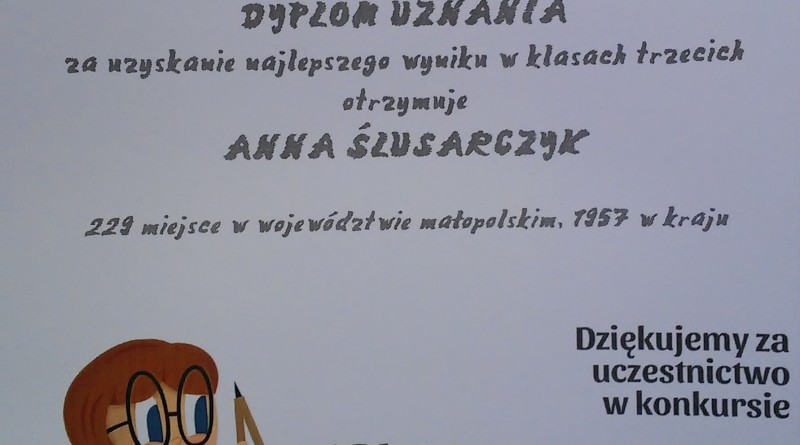 DYPLOM UZNANIA
za uzyskanie najlepszego wyniku w klasach trzecich
otrzymuje
ANNA ŚLUSARCZYK
229 miejsce w województwie małopolskim, 1957 w kraju
Dziękujemy za
uczestnictwo
w konkursie